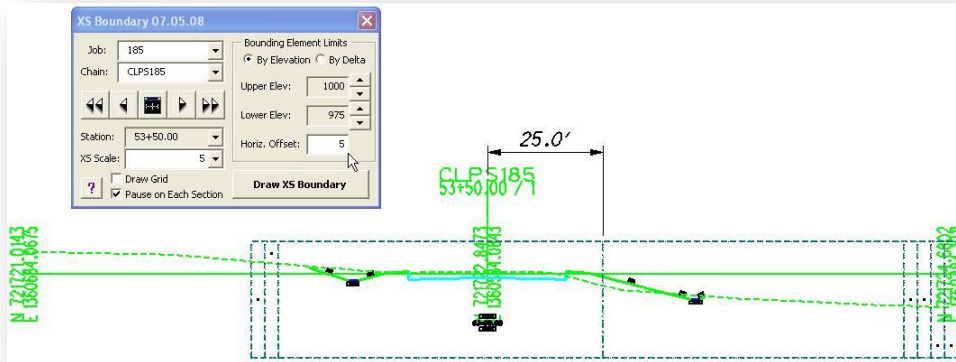 XS Boundary 07.05.08
Job: 185
Chain: CLPS185
Station: 53+50.00
XS Scale: 5
?
Draw Grid
Pause on Each Section
Bounding Element Limits
By Elevation By Delta
Upper Elev: 1000
Lower Elev: 975
Horiz. Offset: 5
Draw XS Boundary
25.0'
CLPS185
53+50.00 / 1
N 721721.0143
E 1360634.0675